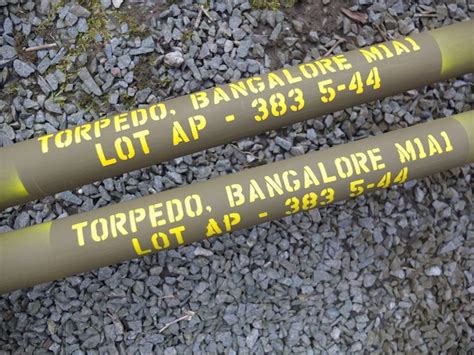 TORPEDO, BANGALORE M1A1
LOT AP - 383 5-44
TORPEDO, BANGALORE M1A1
LOT AP - 383 5-44